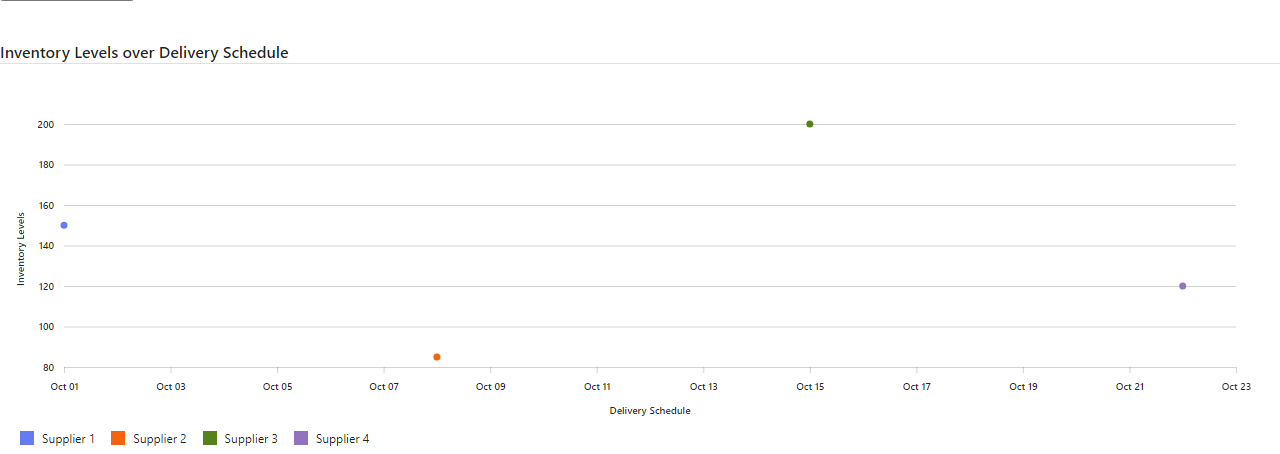 Inventory Levels over Delivery Schedule
200
180
160
140
120
100
80
Inventory Levels
Oct 01 Oct 03 Oct 05 Oct 07 Oct 09 Oct 11 Oct 13 Oct 15 Oct 17 Oct 19 Oct 21 Oct 23
Delivery Schedule
Supplier 1 Supplier 2 Supplier 3 Supplier 4